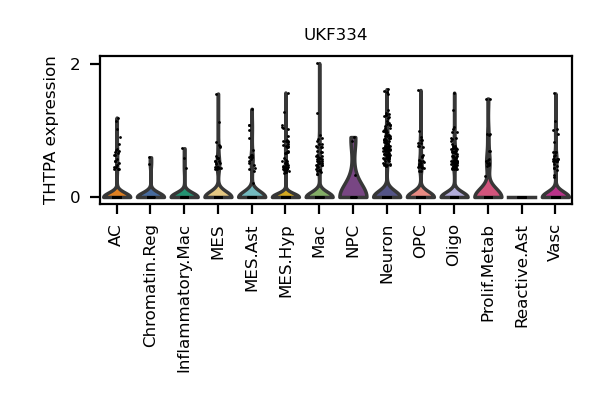 UKF334
THTPA expression
2
0
AC
Chromatin.Reg
Inflammatory.Mac
MES
MES.Ast
MES.Hyp
Mac
NPC
Neuron
OPC
Oligo
Prolif.Metab
Reactive.Ast
Vasc